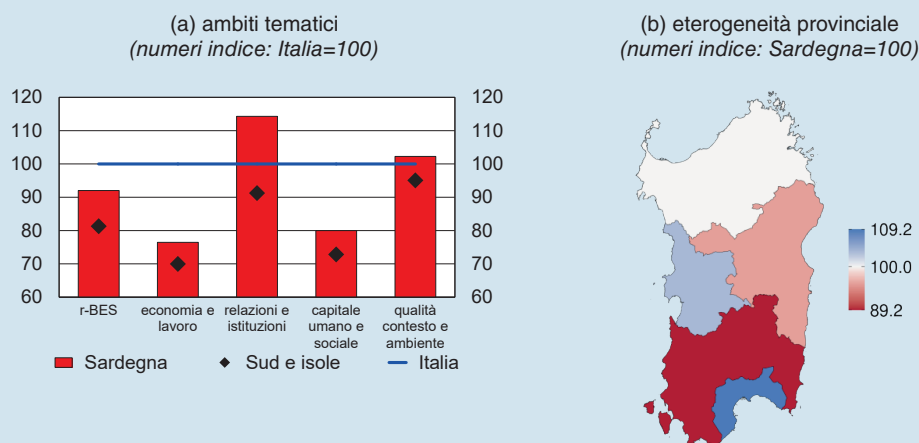 (a) ambiti tematici
(numeri indice: Italia=100)
120
110
100
90
80
70
60
120
110
100
90
80
70
60
r-BES
economia e
lavoro
relazioni e
istituzioni
capitale
umano e
sociale
qualità
contesto e
ambiente
Sardegna
Sud e isole
Italia
(b) eterogeneità provinciale
(numeri indice: Sardegna=100)
109.2
100.0
89.2